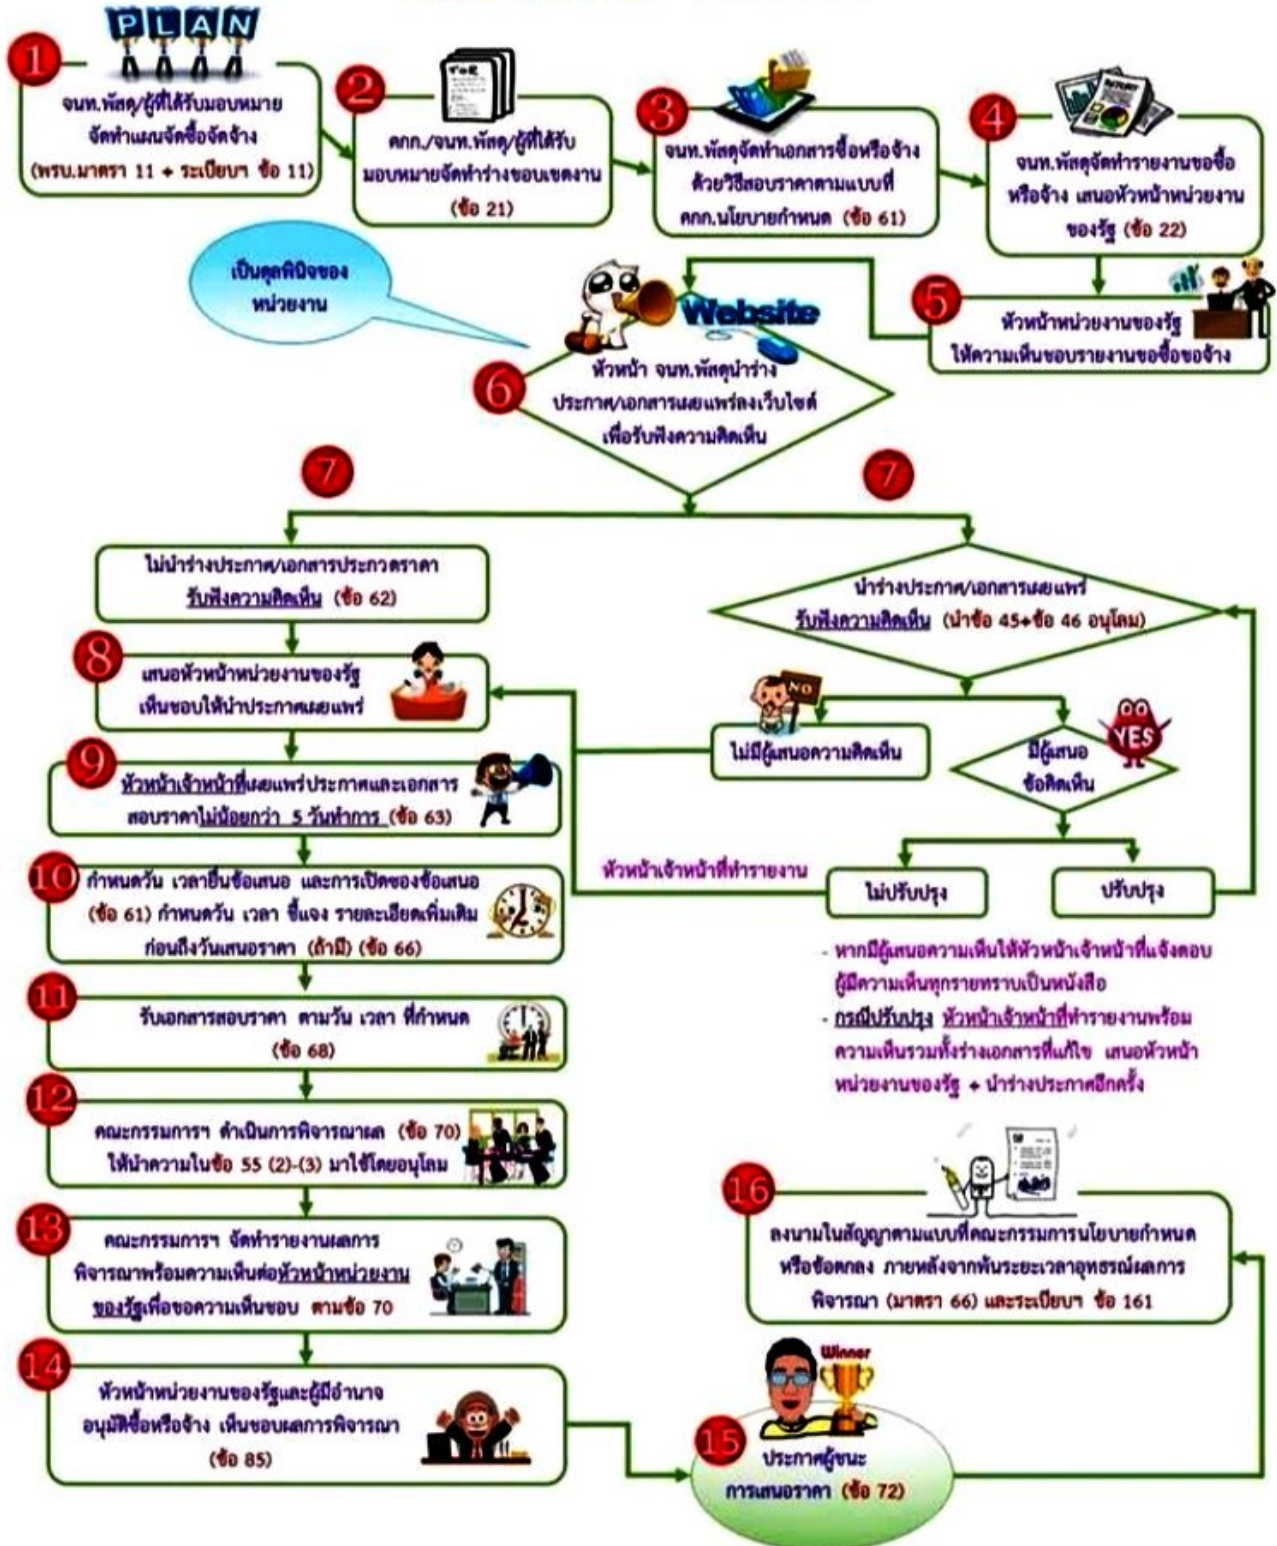 PLAN
1
จนท.พัสดุ/ผู้ที่ได้รับมอบหมาย
จัดทำแผนจัดซื้อจัดจ้าง
(พรบ.มาตรา 11 + ระเบียบฯ ข้อ 11)
2
คกก./จนท.พัสดุ/ผู้ที่ได้รับ
มอบหมายจัดทำร่างขอบเขตงาน
(ข้อ 21)
3
จนท.พัสดุจัดทำเอกสารซื้อหรือจ้าง
ด้วยวิธีสอบราคาตามแบบที่
คกก.นโยบายกำหนด (ข้อ 61)
4
จนท.พัสดุจัดทำรายงานขอซื้อ
หรือจ้าง เสนอหัวหน้าหน่วยงาน
ของรัฐ (ข้อ 22)
เป็นดุลพินิจของ
หน่วยงาน
5
หัวหน้าหน่วยงานของรัฐ
ให้ความเห็นชอบรายงานขอซื้อขอจ้าง
Website
6
หัวหน้า จนท.พัสดุนำร่าง
ประกาศ/เอกสารเผยแพร่ลงเว็บไซต์
เพื่อรับฟังความคิดเห็น
7
7
ไม่นำร่างประกาศ/เอกสารประกวดราคา
รับฟังความคิดเห็น (ข้อ 62)
นำร่างประกาศ/เอกสารเผยแพร่
รับฟังความคิดเห็น (นำข้อ 45+ข้อ 46 อนุโลม)
8
เสนอหัวหน้าหน่วยงานของรัฐ
เห็นชอบให้นำประกาศเผยแพร่
NO
ไม่มีผู้เสนอความคิดเห็น
YES
มีผู้เสนอ
ข้อคิดเห็น
9
หัวหน้าเจ้าหน้าที่เผยแพร่ประกาศและเอกสาร
สอบราคาไม่น้อยกว่า 5 วันทำการ (ข้อ 63)
หัวหน้าเจ้าหน้าที่ทำรายงาน
ไม่ปรับปรุง
ปรับปรุง
10
กำหนดวัน เวลายื่นข้อเสนอ และการเปิดซองข้อเสนอ
(ข้อ 61) กำหนดวัน เวลา ชี้แจง รายละเอียดเพิ่มเติม
ก่อนถึงวันเสนอราคา (ถ้ามี) (ข้อ 66)
- หากมีผู้เสนอความเห็นให้หัวหน้าเจ้าหน้าที่แจ้งตอบ
ผู้มีความเห็นทุกรายทราบเป็นหนังสือ
- กรณีปรับปรุง หัวหน้าเจ้าหน้าที่ทำรายงานพร้อม
ความเห็นรวมทั้งร่างเอกสารที่แก้ไข เสนอหัวหน้า
หน่วยงานของรัฐ + นำร่างประกาศอีกครั้ง
11
รับเอกสารสอบราคา ตามวัน เวลา ที่กำหนด
(ข้อ 68)
12
คณะกรรมการฯ ดำเนินการพิจารณาผล (ข้อ 70)
ให้นำความในข้อ 55 (2)-(3) มาใช้โดยอนุโลม
13
คณะกรรมการฯ จัดทำรายงานผลการ
พิจารณาพร้อมความเห็นต่อหัวหน้าหน่วยงาน
ของรัฐเพื่อขอความเห็นชอบ ตามข้อ 70
16
ลงนามในสัญญาตามแบบที่คณะกรรมการนโยบายกำหนด
หรือข้อตกลง ภายหลังจากพ้นระยะเวลาอุทธรณ์ผลการ
พิจารณา (มาตรา 66) และระเบียบฯ ข้อ 161
14
หัวหน้าหน่วยงานของรัฐและผู้มีอำนาจ
อนุมัติซื้อหรือจ้าง เห็นชอบผลการพิจารณา
(ข้อ 85)
Winner
15
ประกาศผู้ชนะ
การเสนอราคา (ข้อ 72)